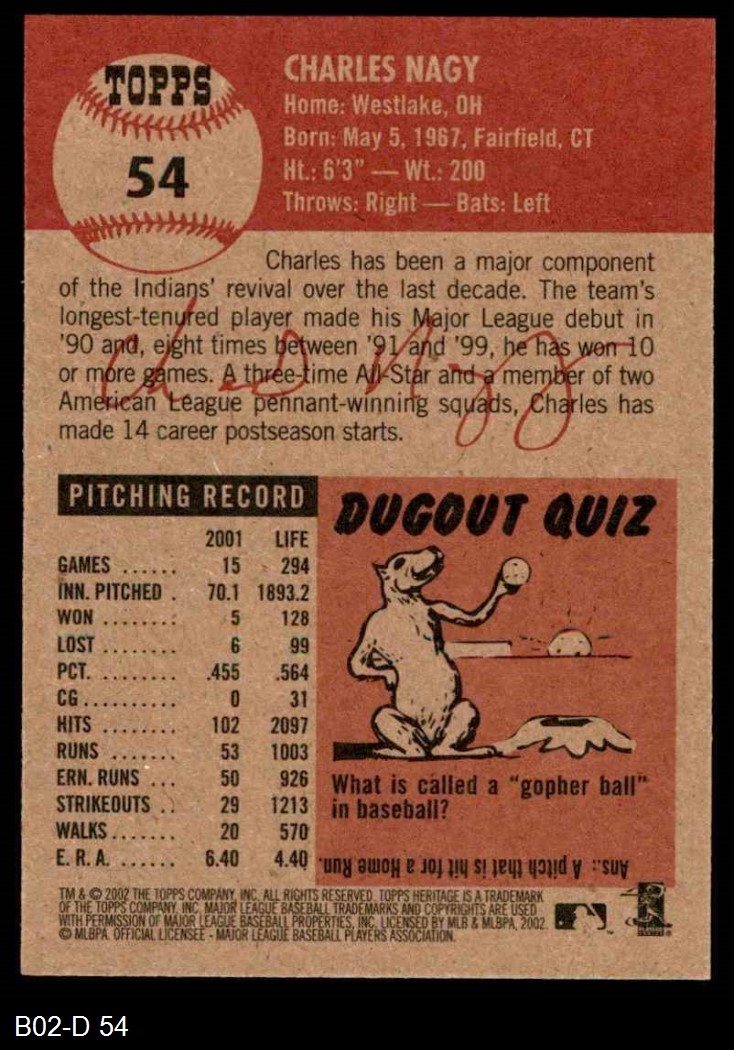 TOPPS
54
CHARLES NAGY
Home: Westlake, OH
Born: May 5, 1967, Fairfield, CT
Ht.: 6'3" — Wt.: 200
Throws: Right — Bats: Left
Charles has been a major component
of the Indians' revival over the last decade. The team's
longest-tenured player made his Major League debut in
'90 and, eight times between '91 and '99, he has won 10
or more games. A three-time All-Star and a member of two
American League pennant-winning squads, Charles has
made 14 career postseason starts.
PITCHING RECORD
2001 LIFE
GAMES ...... 15 294
INN. PITCHED . 70.1 1893.2
WON ........ 5 128
LOST ........ 6 99
PCT. ........ .455 .564
CG.......... 0 31
HITS ........ 102 2097
RUNS ....... 53 1003
ERN. RUNS ... 50 926
STRIKEOUTS .. 29 1213
WALKS....... 20 570
E. R. A. ...... 6.40 4.40
DUGOUT QUIZ
What is called a "gopher ball"
in baseball?
Ans.: A pitch that is hit for a Home Run.
TM & © 2002 THE TOPPS COMPANY, INC. ALL RIGHTS RESERVED. TOPPS HERITAGE IS A TRADEMARK
OF THE TOPPS COMPANY, INC. MAJOR LEAGUE BASEBALL TRADEMARKS AND COPYRIGHTS ARE USED
WITH PERMISSION OF MAJOR LEAGUE BASEBALL PROPERTIES, INC. LICENSED BY MLB & MLBPA, 2002.
© MLBPA. OFFICIAL LICENSEE - MAJOR LEAGUE BASEBALL PLAYERS ASSOCIATION.
B02-D 54